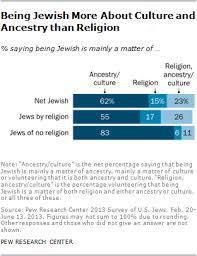 Being Jewish More About Culture and
Ancestry than Religion
% saying being Jewish is mainly a matter of ...
Ancestry/
culture
Religion
Religion,
ancestry/
culture
Net Jewish 62% 15% 23%
Jews by religion 55 17 26
Jews of no religion 83 6 11
Note: "Ancestry/culture" is the net percentage saying that being
Jewish is mainly a matter of ancestry, mainly a matter of culture
or volunteering that it is both of these. "Religion,
ancestry/culture" is the percentage volunteering that being
Jewish is a matter of both religion and either ancestry or culture,
or all three of these.
Source: Pew Research Center 2013 Survey of U.S. Jews, Feb. 20-
June 13, 2013. Figures may not sum to 100% due to rounding.
Other responses and those who did not give an answer are not
shown.
PEW RESEARCH CENTER